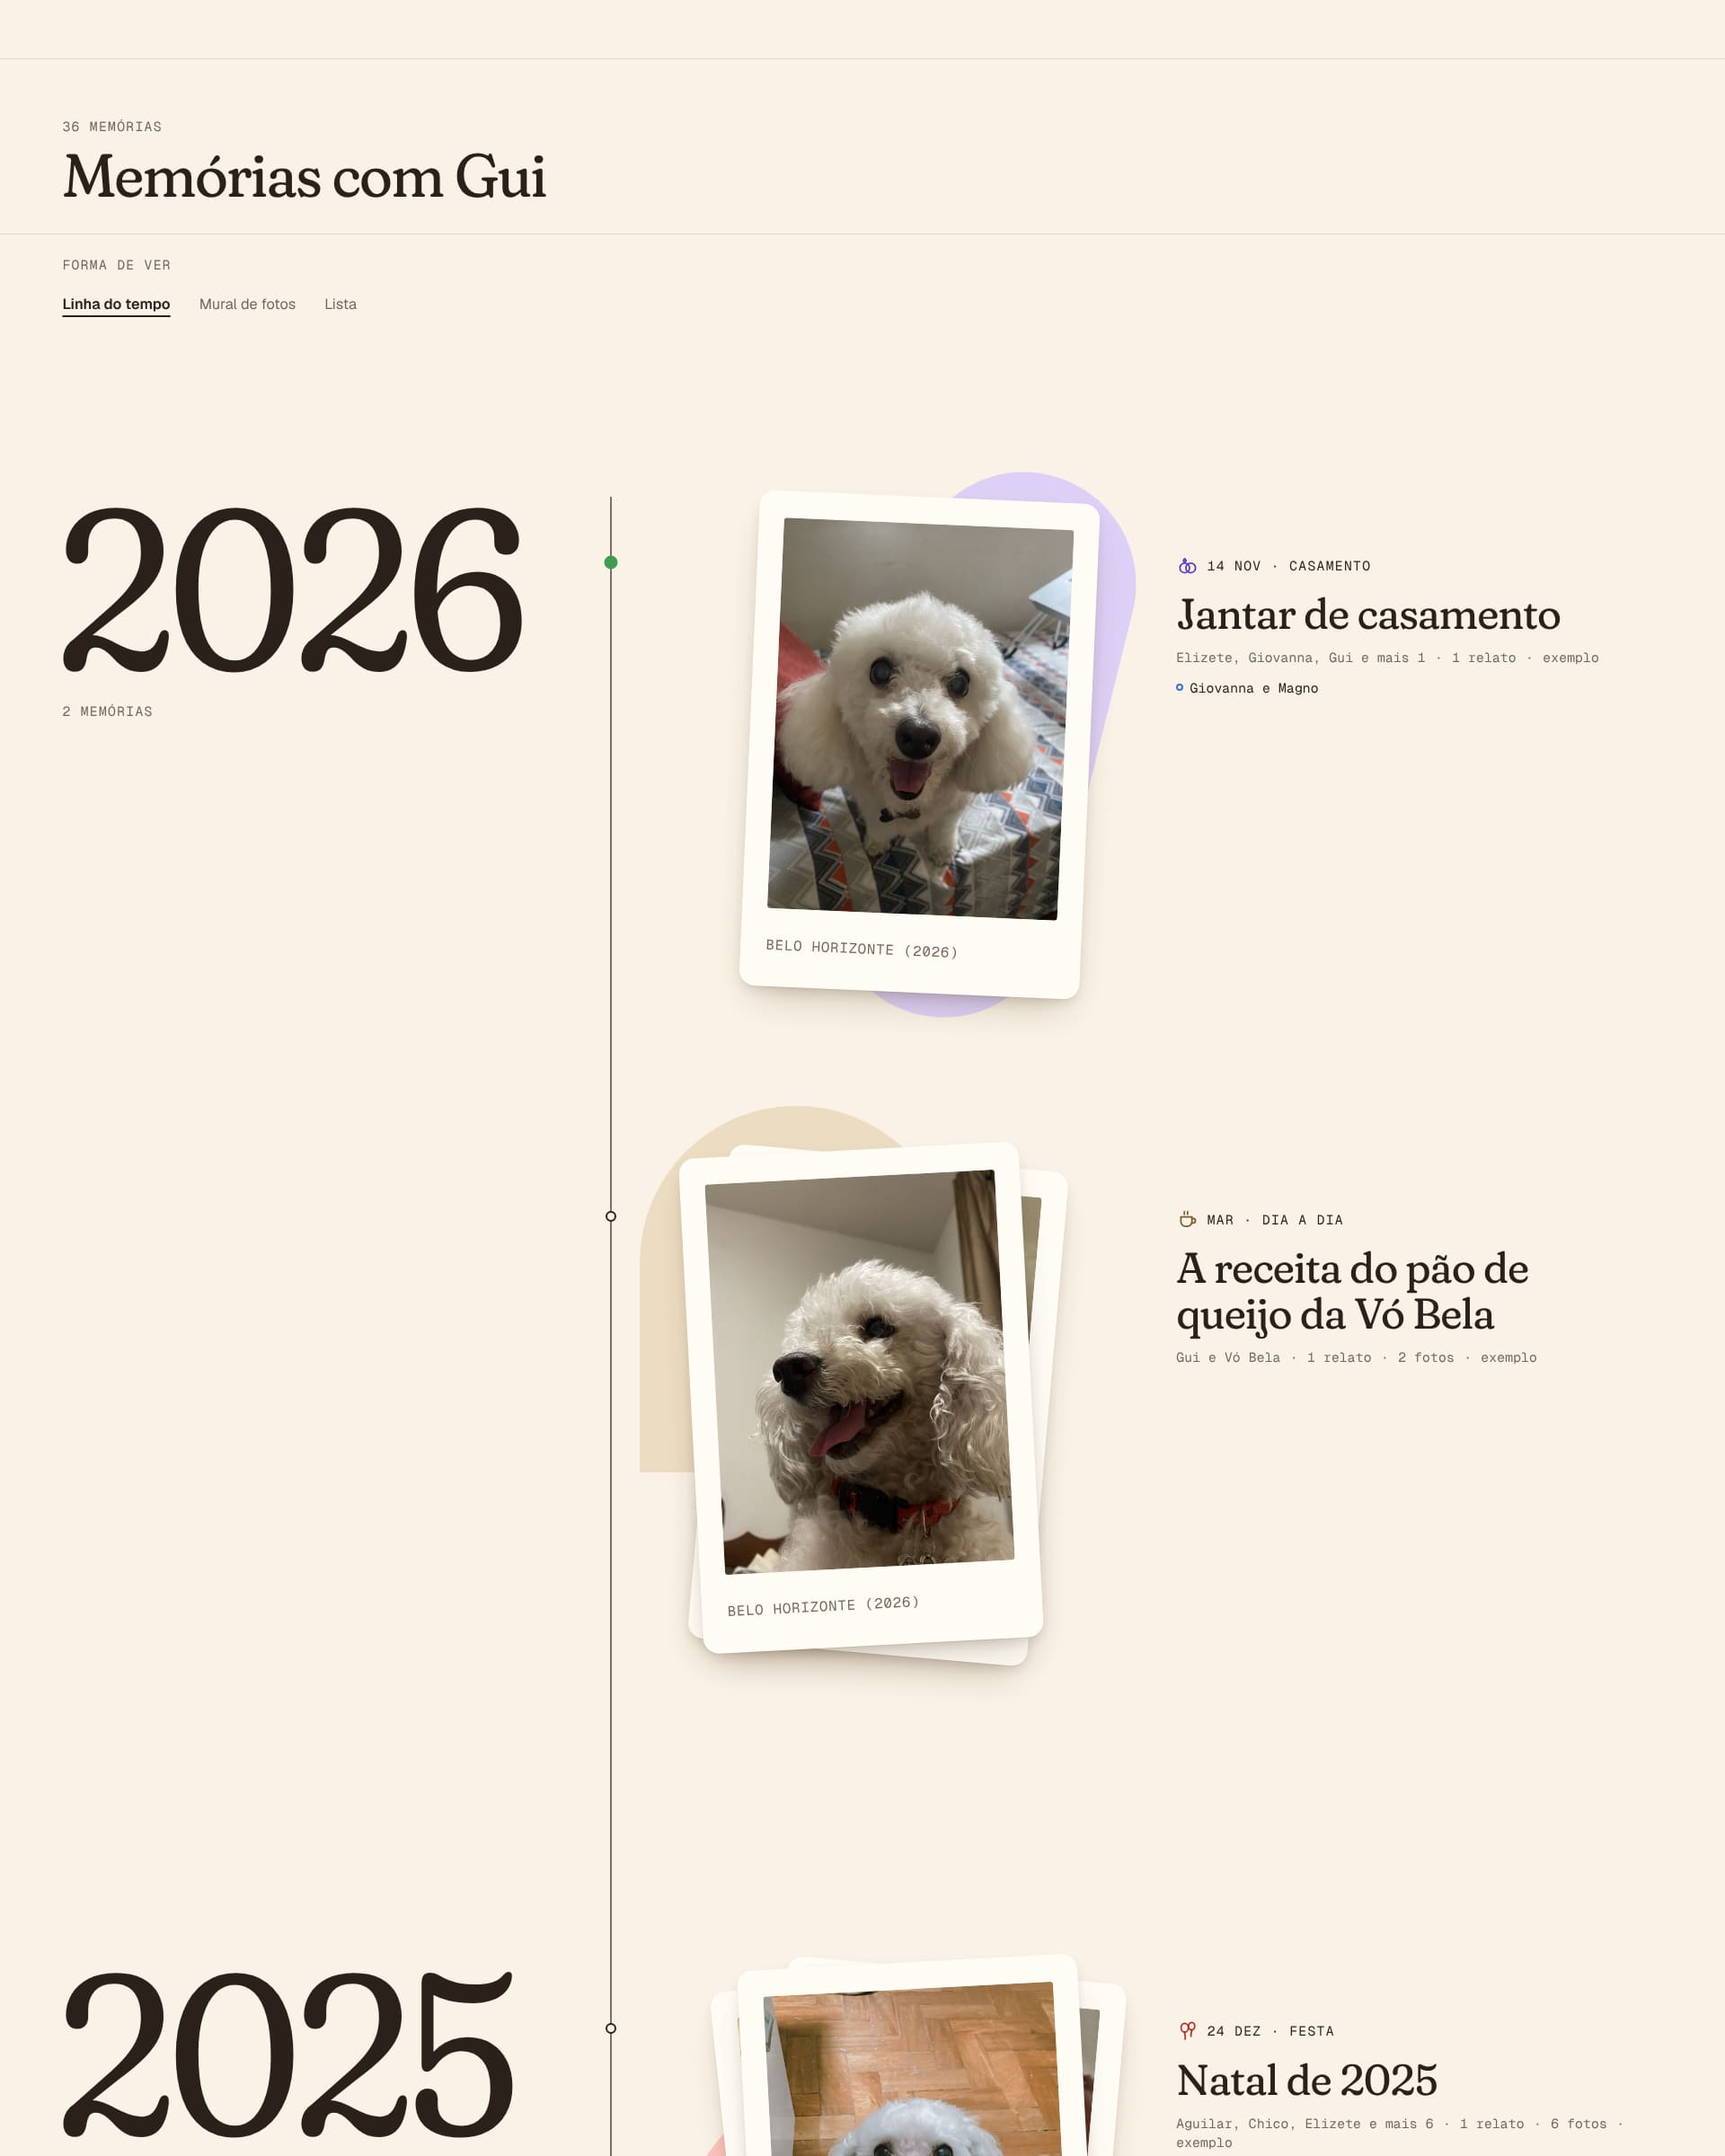 36 MEMÓRIAS
Memórias com Gui
FORMA DE VER
Linha do tempo Mural de fotos Lista
2026
2 MEMÓRIAS
BELO HORIZONTE (2026)
14 NOV · CASAMENTO
Jantar de casamento
Elizete, Giovanna, Gui e mais 1 · 1 relato · exemplo
Giovanna e Magno
BELO HORIZONTE (2026)
MAR · DIA A DIA
A receita do pão de
queijo da Vó Bela
Gui e Vó Bela · 1 relato · 2 fotos · exemplo
2025
24 DEZ · FESTA
Natal de 2025
Aguilar, Chico, Elizete e mais 6 · 1 relato · 6 fotos ·
exemplo